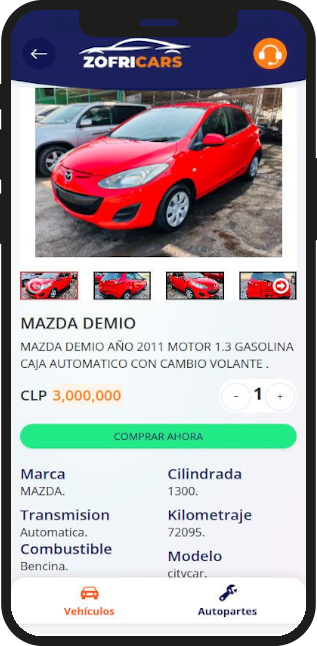 ZOFRICARS
MAZDA DEMIO
MAZDA DEMIO AÑO 2011 MOTOR 1.3 GASOLINA
CAJA AUTOMATICO CON CAMBIO VOLANTE .
CLP 3,000,000
- 1 +
COMPRAR AHORA
Marca
MAZDA.
Cilindrada
1300.
Transmision
Automatica.
Kilometraje
72095.
Combustible
Bencina.
Modelo
citycar.
Vehículos
Autopartes